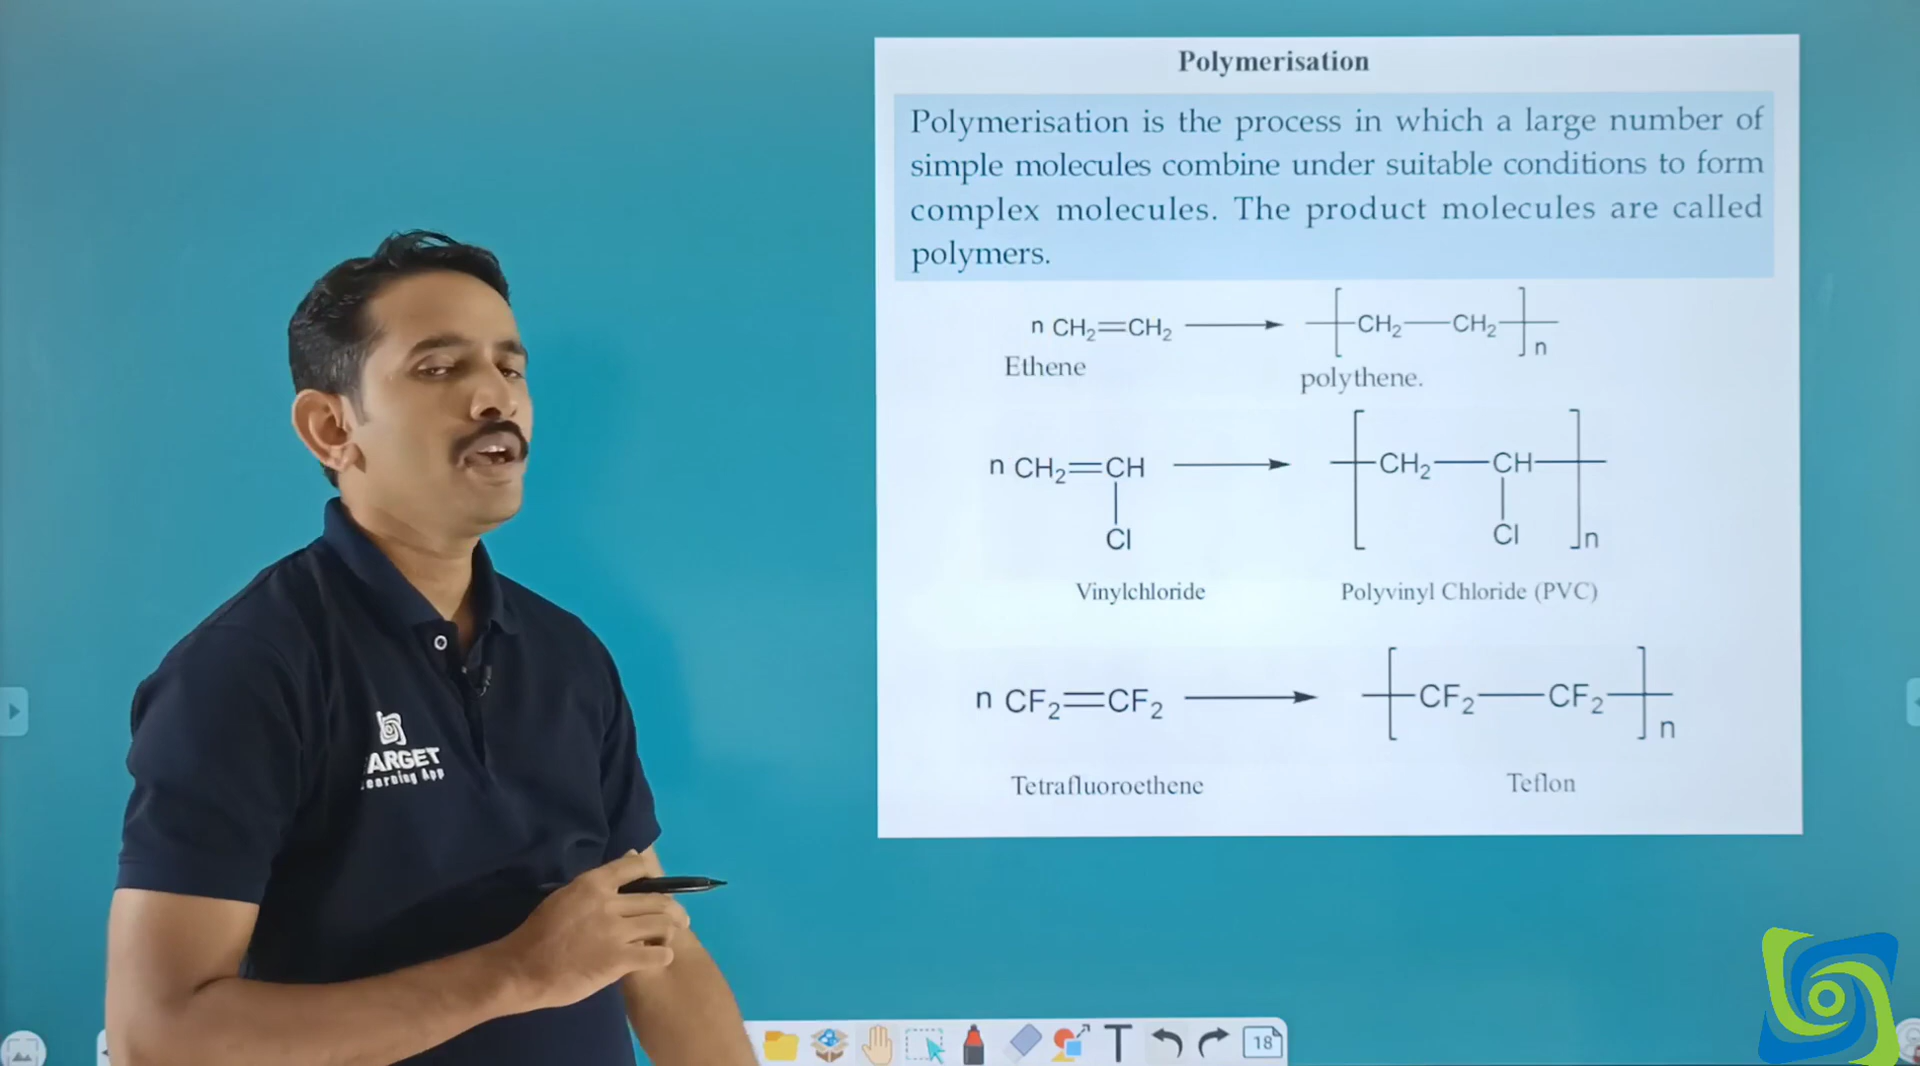 Polymerisation
Polymerisation is the process in which a large number of
simple molecules combine under suitable conditions to form
complex molecules. The product molecules are called
polymers.
n CH₂=CH₂ → [CH₂—CH₂]n
Ethene
polythene.
n CH₂=CH → [CH₂—CH]n
Cl Cl
Vinylchloride Polyvinyl Chloride (PVC)
n CF₂=CF₂ → [CF₂—CF₂]n
Tetrafluoroethene Teflon
ARGET
earning App
T
18